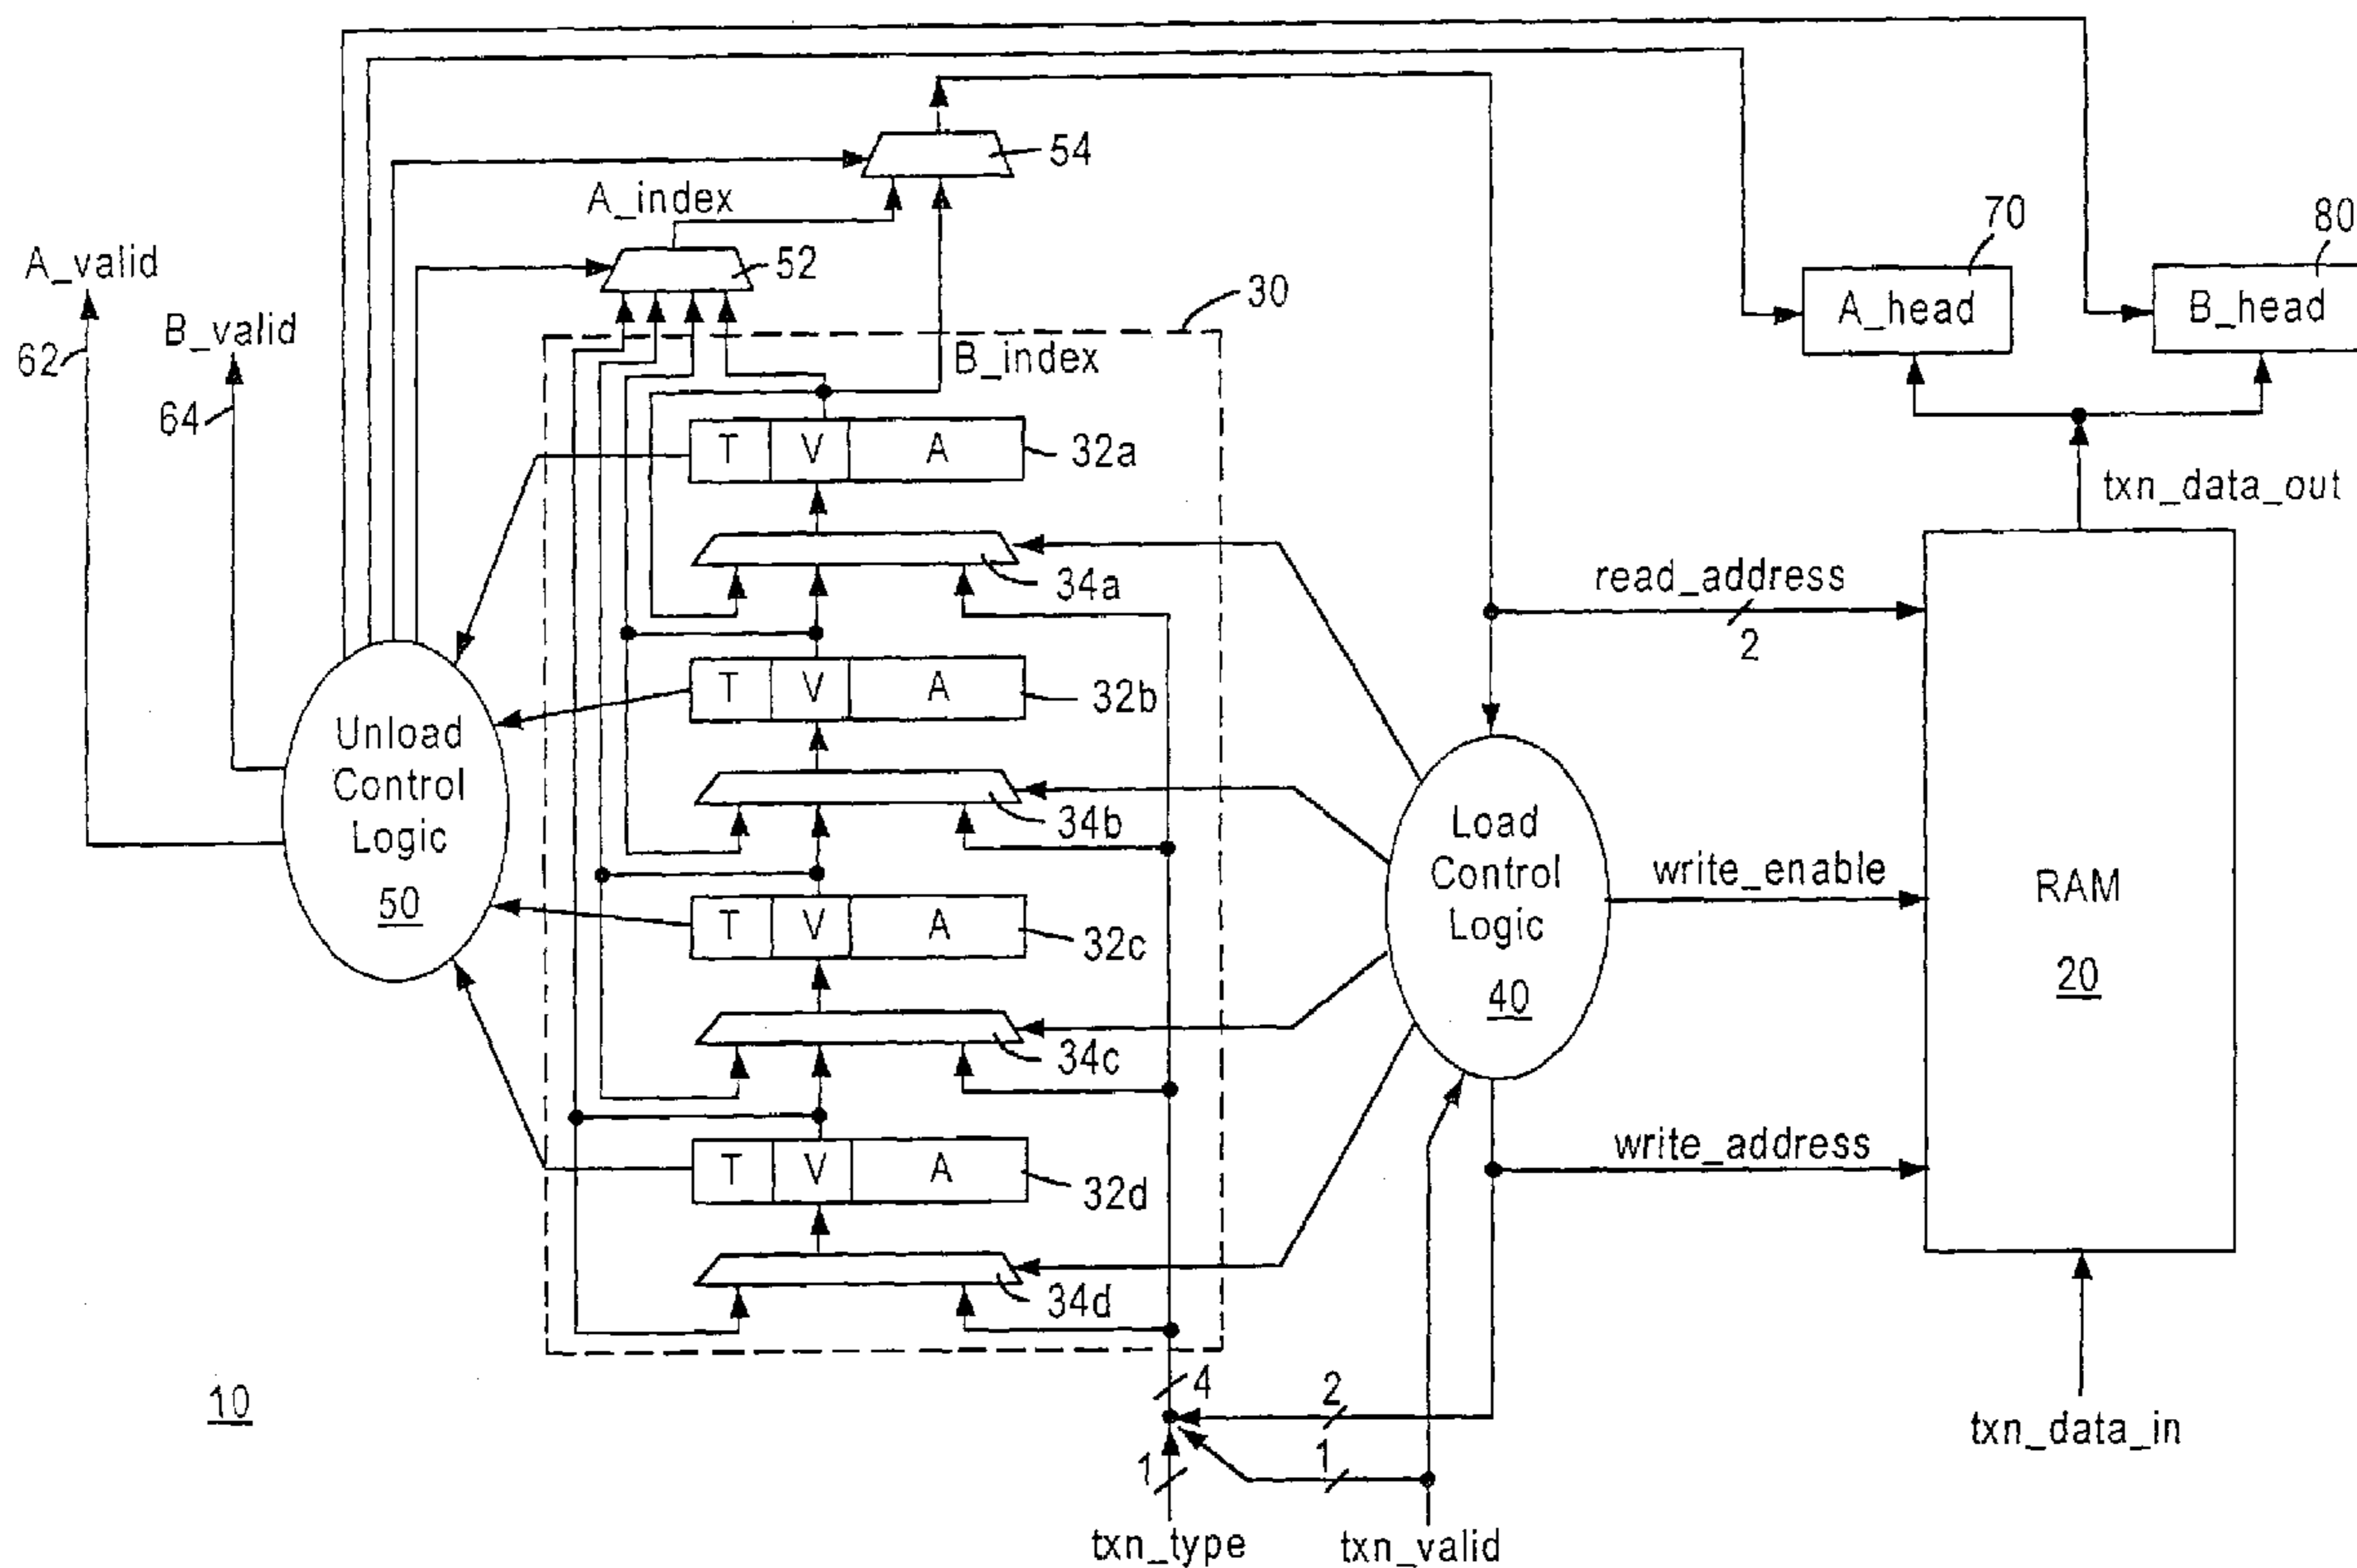 54
A_index
70
80
A_valid
52
30
A_head
B_head
B_valid
62
B_index
64
T V A
32a
txn_data_out
34a
read_address
2
T V A
32b
Unload
Control
Logic
50
34b
Load
Control
Logic
40
write_enable
RAM
20
T V A
32c
34c
write_address
T V A
32d
34d
10
4
2
1
1
txn_data_in
txn_type
txn_valid